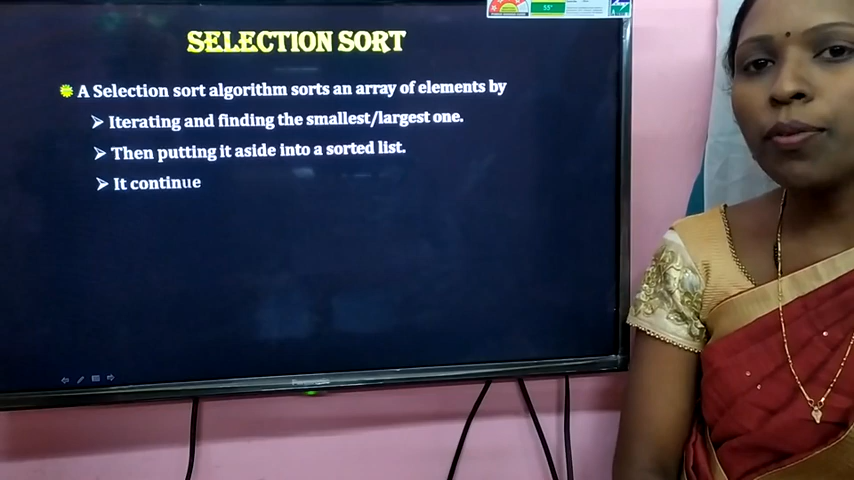 SELECTION SORT
A Selection sort algorithm sorts an array of elements by
Iterating and finding the smallest/largest one.
Then putting it aside into a sorted list.
It continue
55"